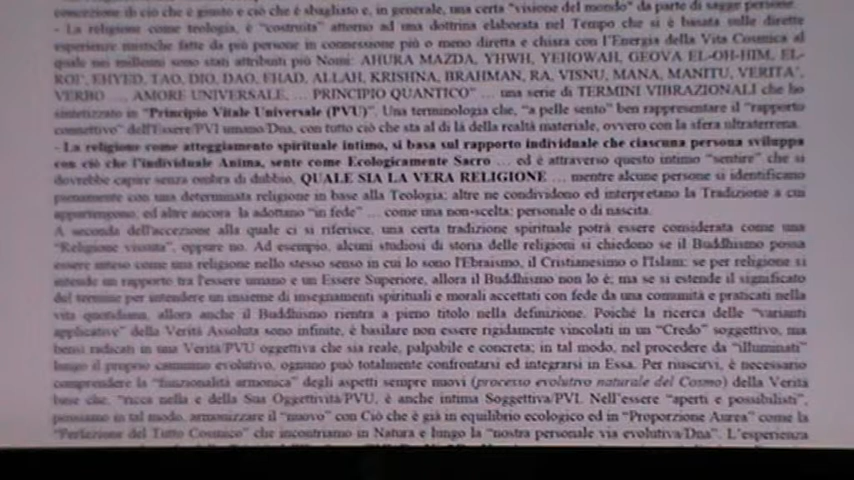 concezione di ciò che è giusto e ciò che è sbagliato e, in generale, una certa "visione del mondo" da parte di sagge persone.
- La religione come teologia, è "costruita" attorno ad una dottrina elaborata nel Tempo che si è basata sulle dirette
esperienze mistiche fatte da più persone in connessione più o meno diretta e chiara con l'Energia della Vita Cosmica al
quale nei millenni sono stati attribuiti più Nomi: AHURA MAZDA, YHWH, YEHOWAH, GEOVA EL-OH-HIM, EL-
ROI', EHYED, TAO, DIO, DAO, EHAD, ALLAH, KRISHNA, BRAHMAN, RA, VISNU, MANA, MANITU, VERITA',
VERBO ..., AMORE UNIVERSALE, ... PRINCIPIO QUANTICO" ... una serie di TERMINI VIBRAZIONALI che ho
sintetizzato in "Principio Vitale Universale (PVU)". Una terminologia che, "a pelle sento" ben rappresentare il "rapporto
connettivo" dell'Essere/PVI umano/Dna, con tutto ciò che sta al di là della realtà materiale, ovvero con la sfera ultraterrena.
- La religione come atteggiamento spirituale intimo, si basa sul rapporto individuale che ciascuna persona sviluppa
con ciò che l'individuale Anima, sente come Ecologicamente Sacro ... ed è attraverso questo intimo "sentire" che si
dovrebbe capire senza ombra di dubbio, QUALE SIA LA VERA RELIGIONE ... mentre alcune persone si identificano
pienamente con una determinata religione in base alla Teologia; altre ne condividono ed interpretano la Tradizione a cui
appartengono, ed altre ancora la adottano "in fede" ... come una non-scelta: personale o di nascita.
A seconda dell'accezione alla quale ci si riferisce, una certa tradizione spirituale potrà essere considerata come una
"Religione vissuta", oppure no. Ad esempio, alcuni studiosi di storia delle religioni si chiedono se il Buddhismo possa
essere inteso come una religione nello stesso senso in cui lo sono l'Ebraismo, il Cristianesimo o l'Islam: se per religione si
intende un rapporto tra l'essere umano e un Essere Superiore, allora il Buddhismo non lo è; ma se si estende il significato
del termine per intendere un insieme di insegnamenti spirituali e morali accettati con fede da una comunità e praticati nella
vita quotidiana, allora anche il Buddhismo rientra a pieno titolo nella definizione. Poiché la ricerca delle "varianti
applicative" della Verità Assoluta sono infinite, è basilare non essere rigidamente vincolati in un "Credo" soggettivo, ma
bensì radicati in una Verità/PVU oggettiva che sia reale, palpabile e concreta; in tal modo, nel procedere da "illuminati"
lungo il proprio cammino evolutivo, ognuno può totalmente confrontarsi ed integrarsi in Essa. Per riuscirvi, è necessario
comprendere la "funzionalità armonica" degli aspetti sempre nuovi (processo evolutivo naturale del Cosmo) della Verità
base che, "ricca nella e della Sua Oggettività/PVU, è anche intima Soggettiva/PVI. Nell'essere "aperti e possibilisti",
possiamo in tal modo, armonizzare il "nuovo" con Ciò che è già in equilibrio ecologico ed in "Proporzione Aurea" come la
"Perfezione del Tutto Cosmico" che incontriamo in Natura e lungo la "nostra personale via evolutiva/Dna". L'esperienza